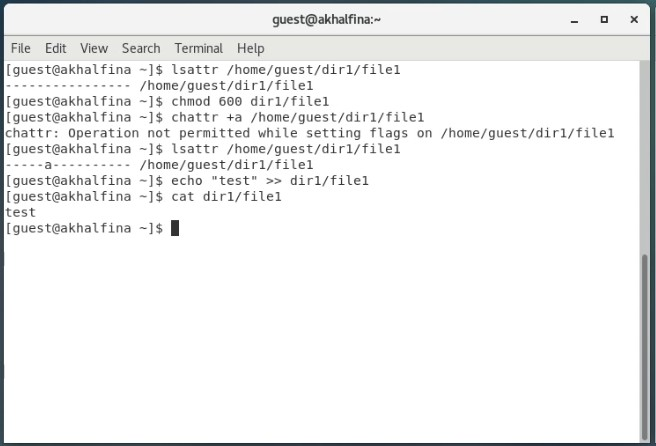 guest@akhalfina:~
File Edit View Search Terminal Help
[guest@akhalfina ~]$ lsattr /home/guest/dir1/file1
---------------- /home/guest/dir1/file1
[guest@akhalfina ~]$ chmod 600 dir1/file1
[guest@akhalfina ~]$ chattr +a /home/guest/dir1/file1
chattr: Operation not permitted while setting flags on /home/guest/dir1/file1
[guest@akhalfina ~]$ lsattr /home/guest/dir1/file1
-----a---------- /home/guest/dir1/file1
[guest@akhalfina ~]$ echo "test" >> dir1/file1
[guest@akhalfina ~]$ cat dir1/file1
test
[guest@akhalfina ~]$